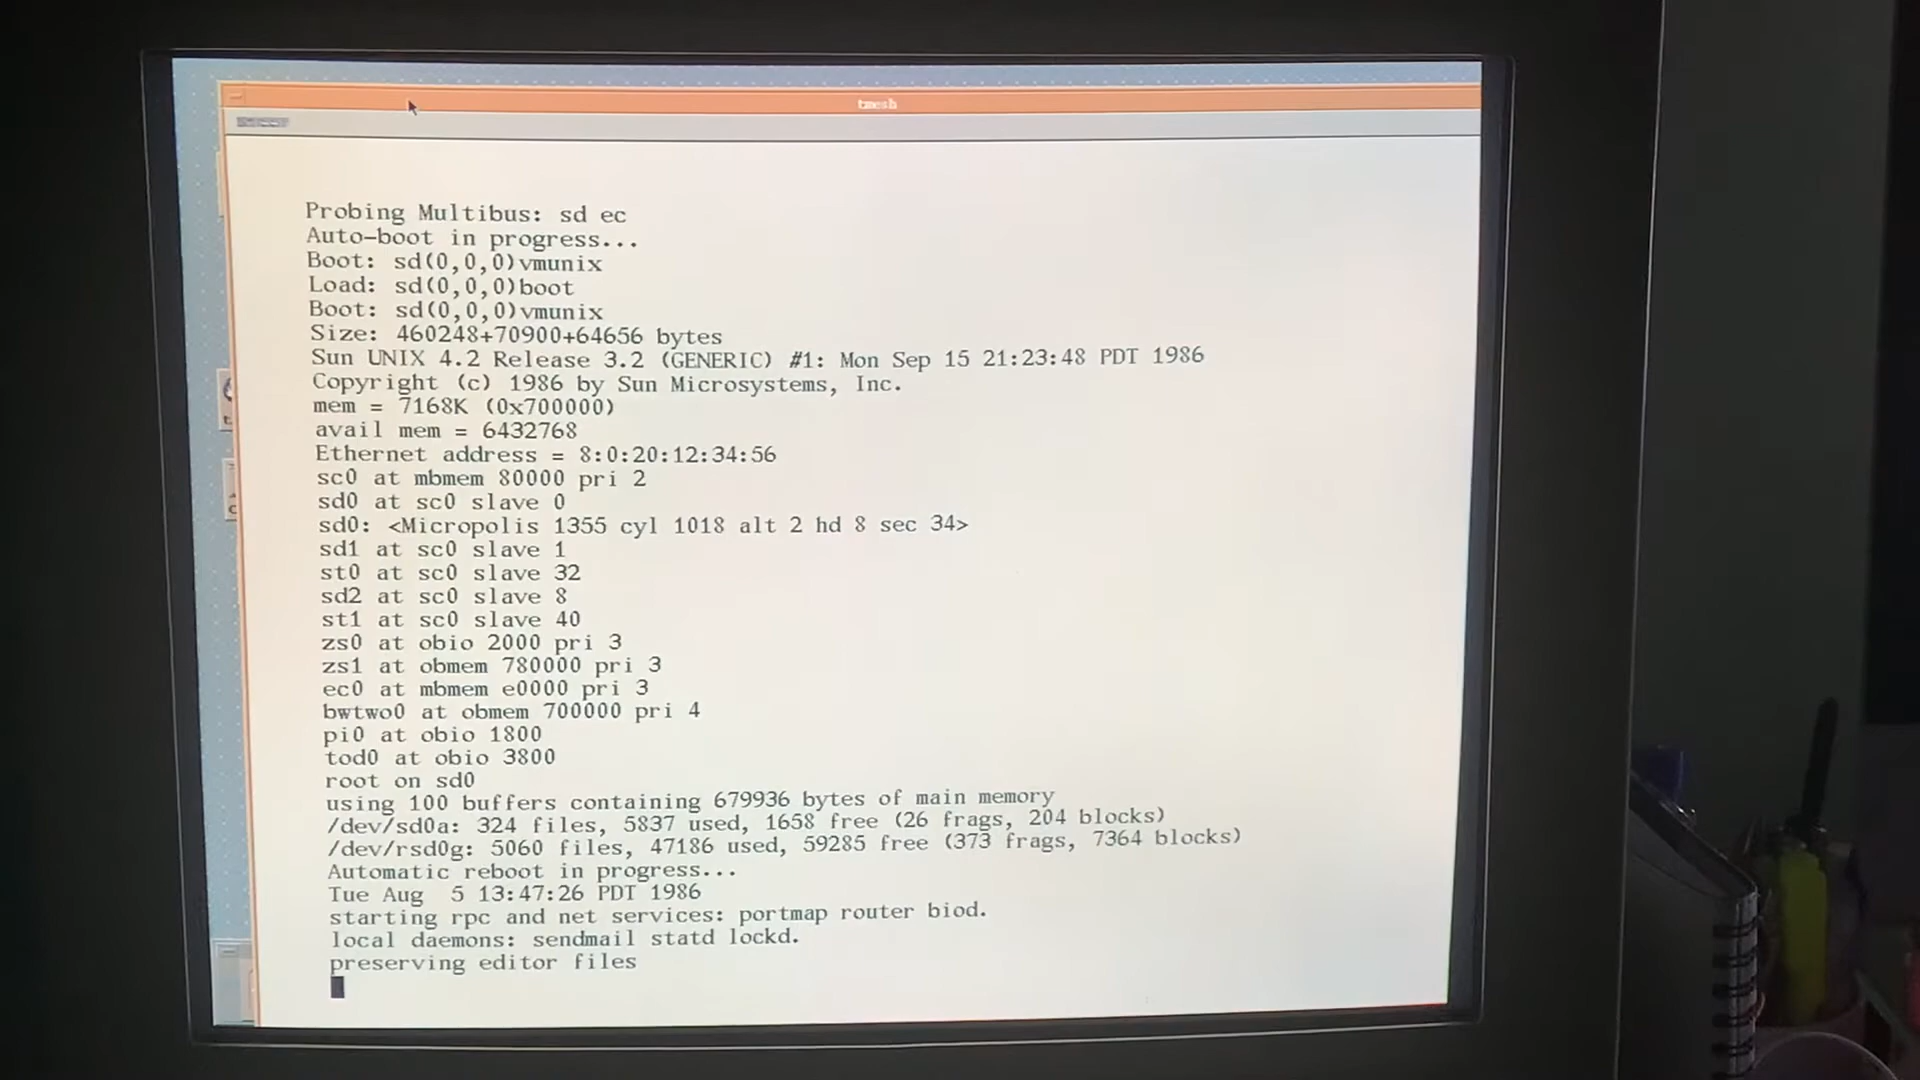 Probing Multibus: sd ec
Auto-boot in progress...
Boot: sd(0,0,0)vmunix
Load: sd(0,0,0)boot
Boot: sd(0,0,0)vmunix
Size: 460248+70900+64656 bytes
Sun UNIX 4.2 Release 3.2 (GENERIC) #1: Mon Sep 15 21:23:48 PDT 1986
Copyright (c) 1986 by Sun Microsystems, Inc.
mem = 7168K (0x700000)
avail mem = 6432768
Ethernet address = 8:0:20:12:34:56
sc0 at mbmem 80000 pri 2
sd0 at sc0 slave 0
sd0: <Micropolis 1355 cyl 1018 alt 2 hd 8 sec 34>
sd1 at sc0 slave 1
st0 at sc0 slave 32
sd2 at sc0 slave 8
st1 at sc0 slave 40
zs0 at obio 2000 pri 3
zs1 at obmem 780000 pri 3
ec0 at mbmem e0000 pri 3
bwtwo0 at obmem 700000 pri 4
pi0 at obio 1800
tod0 at obio 3800
root on sd0
using 100 buffers containing 679936 bytes of main memory
/dev/sd0a: 324 files, 5837 used, 1658 free (26 frags, 204 blocks)
/dev/rsd0g: 5060 files, 47186 used, 59285 free (373 frags, 7364 blocks)
Automatic reboot in progress...
Tue Aug  5 13:47:26 PDT 1986
starting rpc and net services: portmap router biod.
local daemons: sendmail statd lockd.
preserving editor files